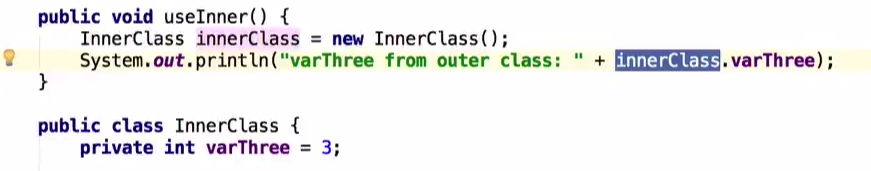 public void useInner() {
    InnerClass innerClass = new InnerClass();
    System.out.println("varThree from outer class: " + innerClass.varThree);
}

public class InnerClass {
    private int varThree = 3;